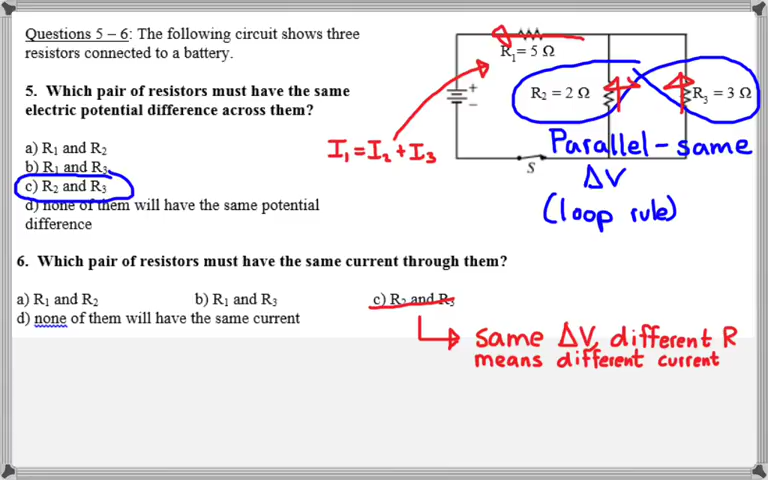 Questions 5 – 6: The following circuit shows three
resistors connected to a battery.
5. Which pair of resistors must have the same
electric potential difference across them?
a) R1 and R2
b) R1 and R3
c) R2 and R3
d) none of them will have the same potential
difference
R1 = 5 Ω
+
−
R2 = 2 Ω
R3 = 3 Ω
S
I1 = I2 + I3
Parallel - same
ΔV
(loop rule)
6. Which pair of resistors must have the same current through them?
a) R1 and R2 b) R1 and R3 c) R2 and R3
d) none of them will have the same current
same ΔV, different R
means different current